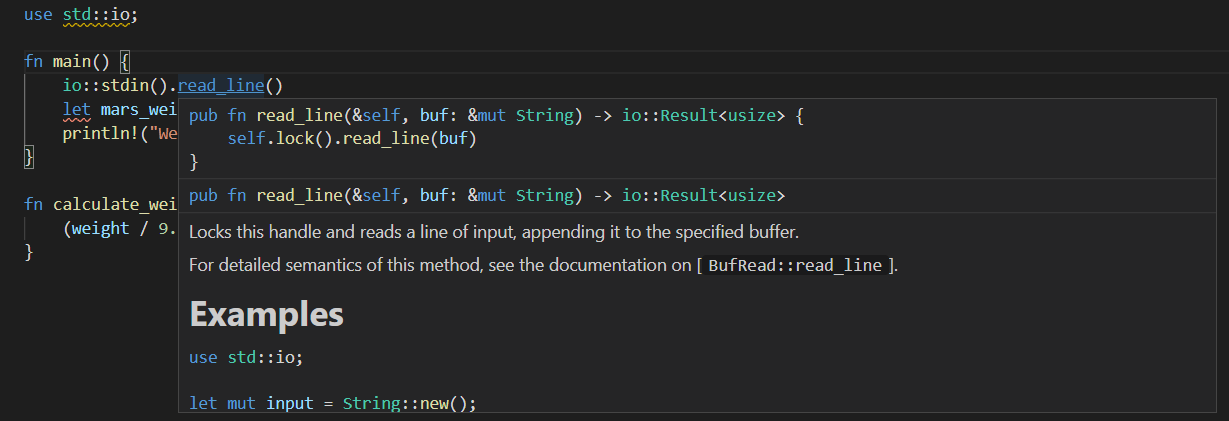 use std::io;
fn main() {
io::stdin().read_line()
let mars_wei
println!("We
}
fn calculate_wei
(weight / 9.
}
pub fn read_line(&self, buf: &mut String) -> io::Result<usize> {
self.lock().read_line(buf)
}
pub fn read_line(&self, buf: &mut String) -> io::Result<usize>
Locks this handle and reads a line of input, appending it to the specified buffer.
For detailed semantics of this method, see the documentation on [ BufRead::read_line ].
Examples
use std::io;
let mut input = String::new();